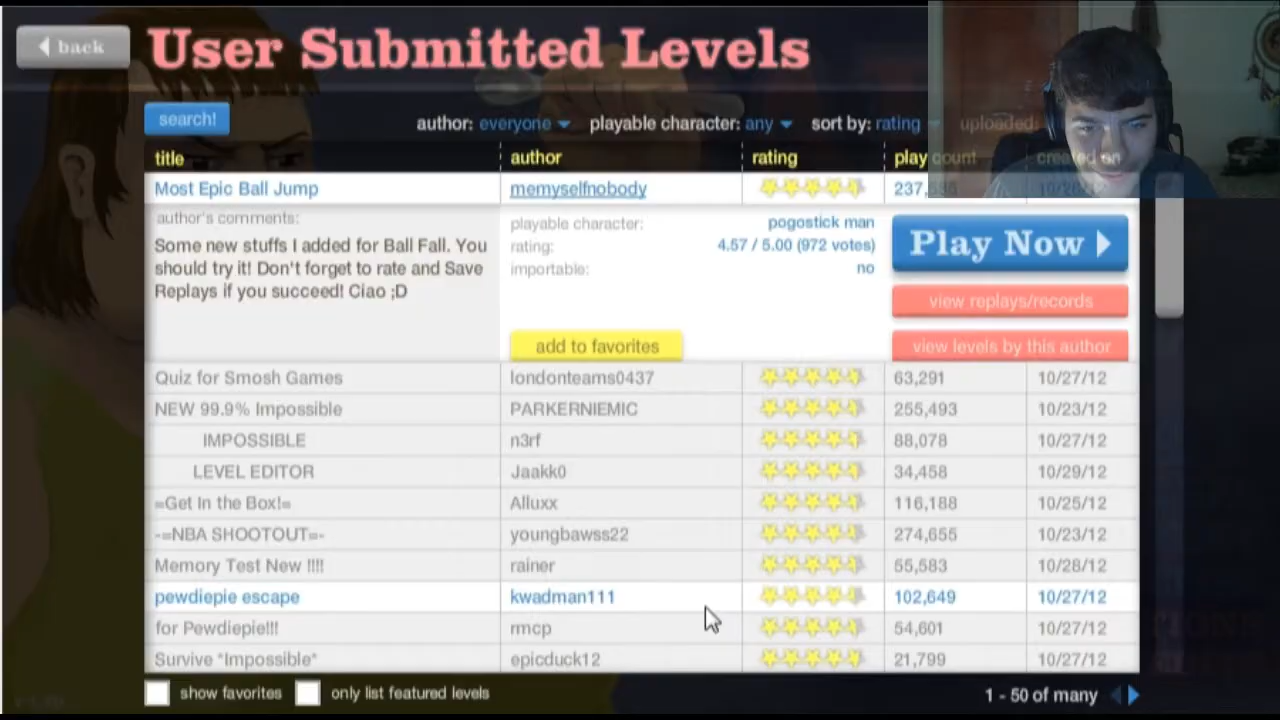 back
User Submitted Levels
search!
author: everyone playable character: any sort by: rating uploaded:
title author rating play count created on
Most Epic Ball Jump memyselfnobody
author's comments:
Some new stuffs I added for Ball Fall. You
should try it! Don't forget to rate and Save
Replays if you succeed! Ciao ;D
playable character: pogostick man
rating: 4.57 / 5.00 (972 votes)
importable: no
add to favorites
Play Now
view replays/records
view levels by this author
Quiz for Smosh Games londonteams0437 63,291 10/27/12
NEW 99.9% Impossible PARKERNIEMIC 255,493 10/23/12
IMPOSSIBLE n3rf 88,078 10/27/12
LEVEL EDITOR Jaakk0 34,458 10/29/12
=Get In the Box!= Alluxx 116,188 10/25/12
-=NBA SHOOTOUT=- youngbawss22 274,655 10/23/12
Memory Test New !!!! rainer 55,583 10/28/12
pewdiepie escape kwadman111 102,649 10/27/12
for Pewdiepie!!! rmcp 54,601 10/27/12
Survive *Impossible* epicduck12 21,799 10/27/12
show favorites only list featured levels 1 - 50 of many